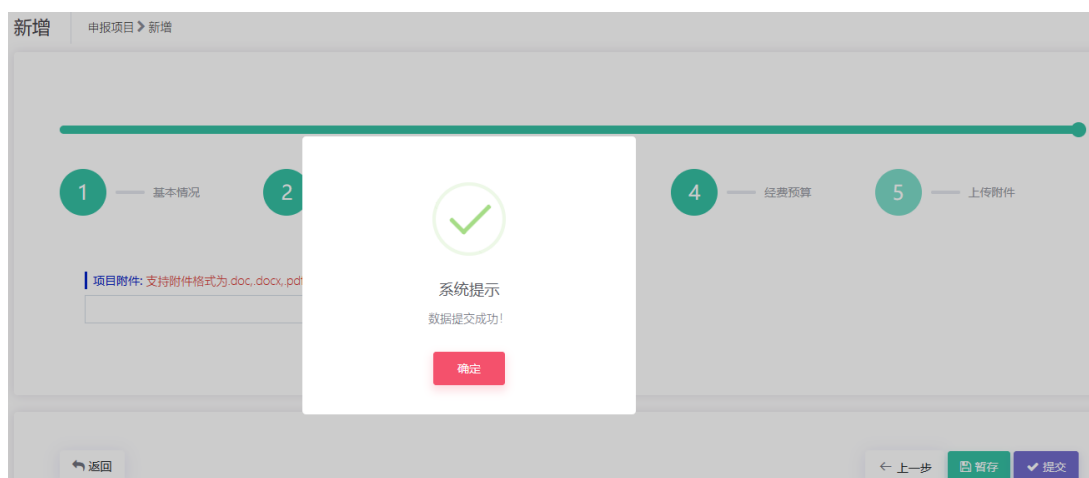 新增 申报项目 新增
1 基本情况 2 4 经费预算 5 上传附件
项目附件: 支持附件格式为.doc,.docx,.pd
系统提示
数据提交成功!
确定
返回 上一步 暂存 提交